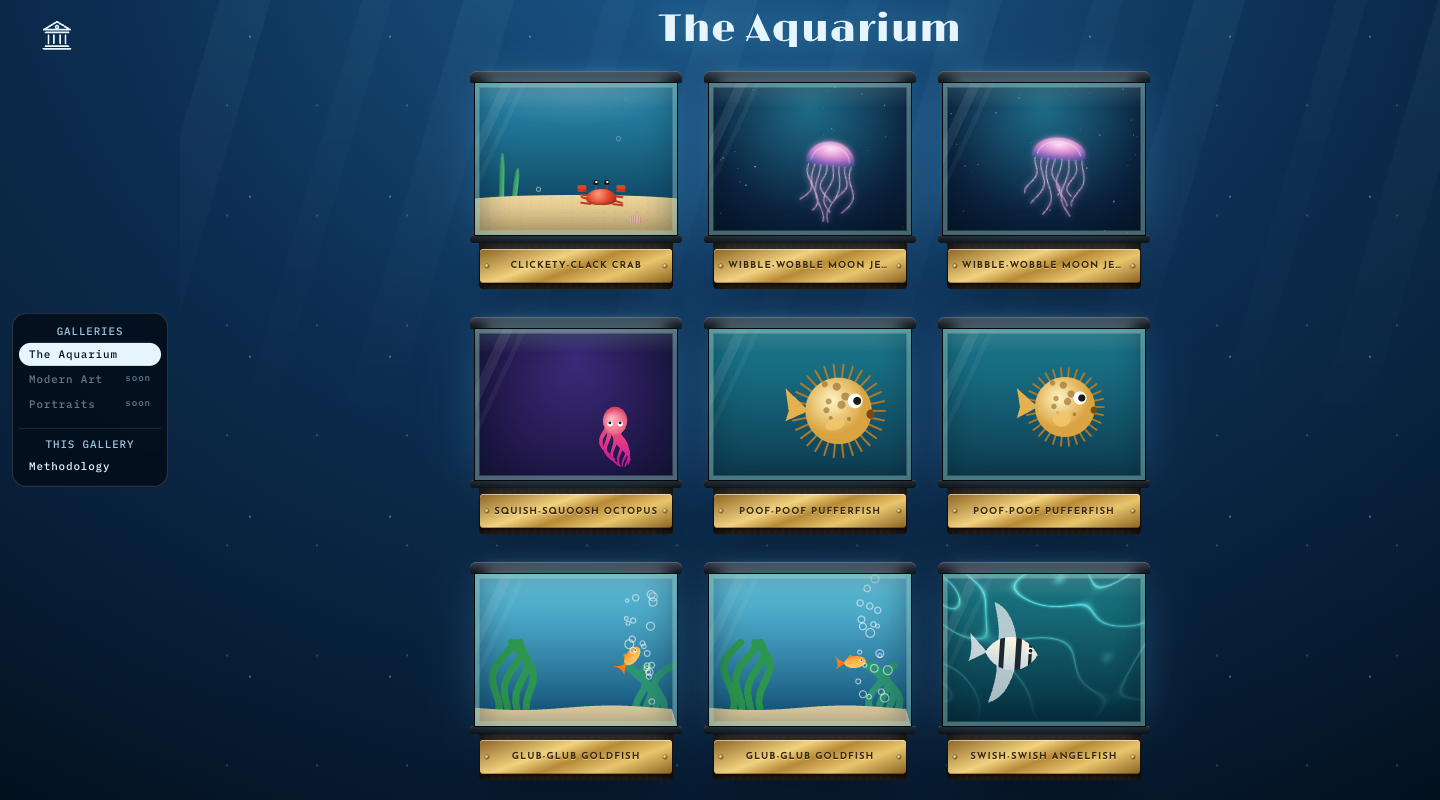 The Aquarium
CLICKETY-CLACK CRAB
WIBBLE-WOBBLE MOON JE...
WIBBLE-WOBBLE MOON JE...
GALLERIES
The Aquarium
Modern Art soon
Portraits soon
THIS GALLERY
Methodology
SQUISH-SQUOOSH OCTOPUS
POOF-POOF PUFFERFISH
POOF-POOF PUFFERFISH
GLUB-GLUB GOLDFISH
GLUB-GLUB GOLDFISH
SWISH-SWISH ANGELFISH